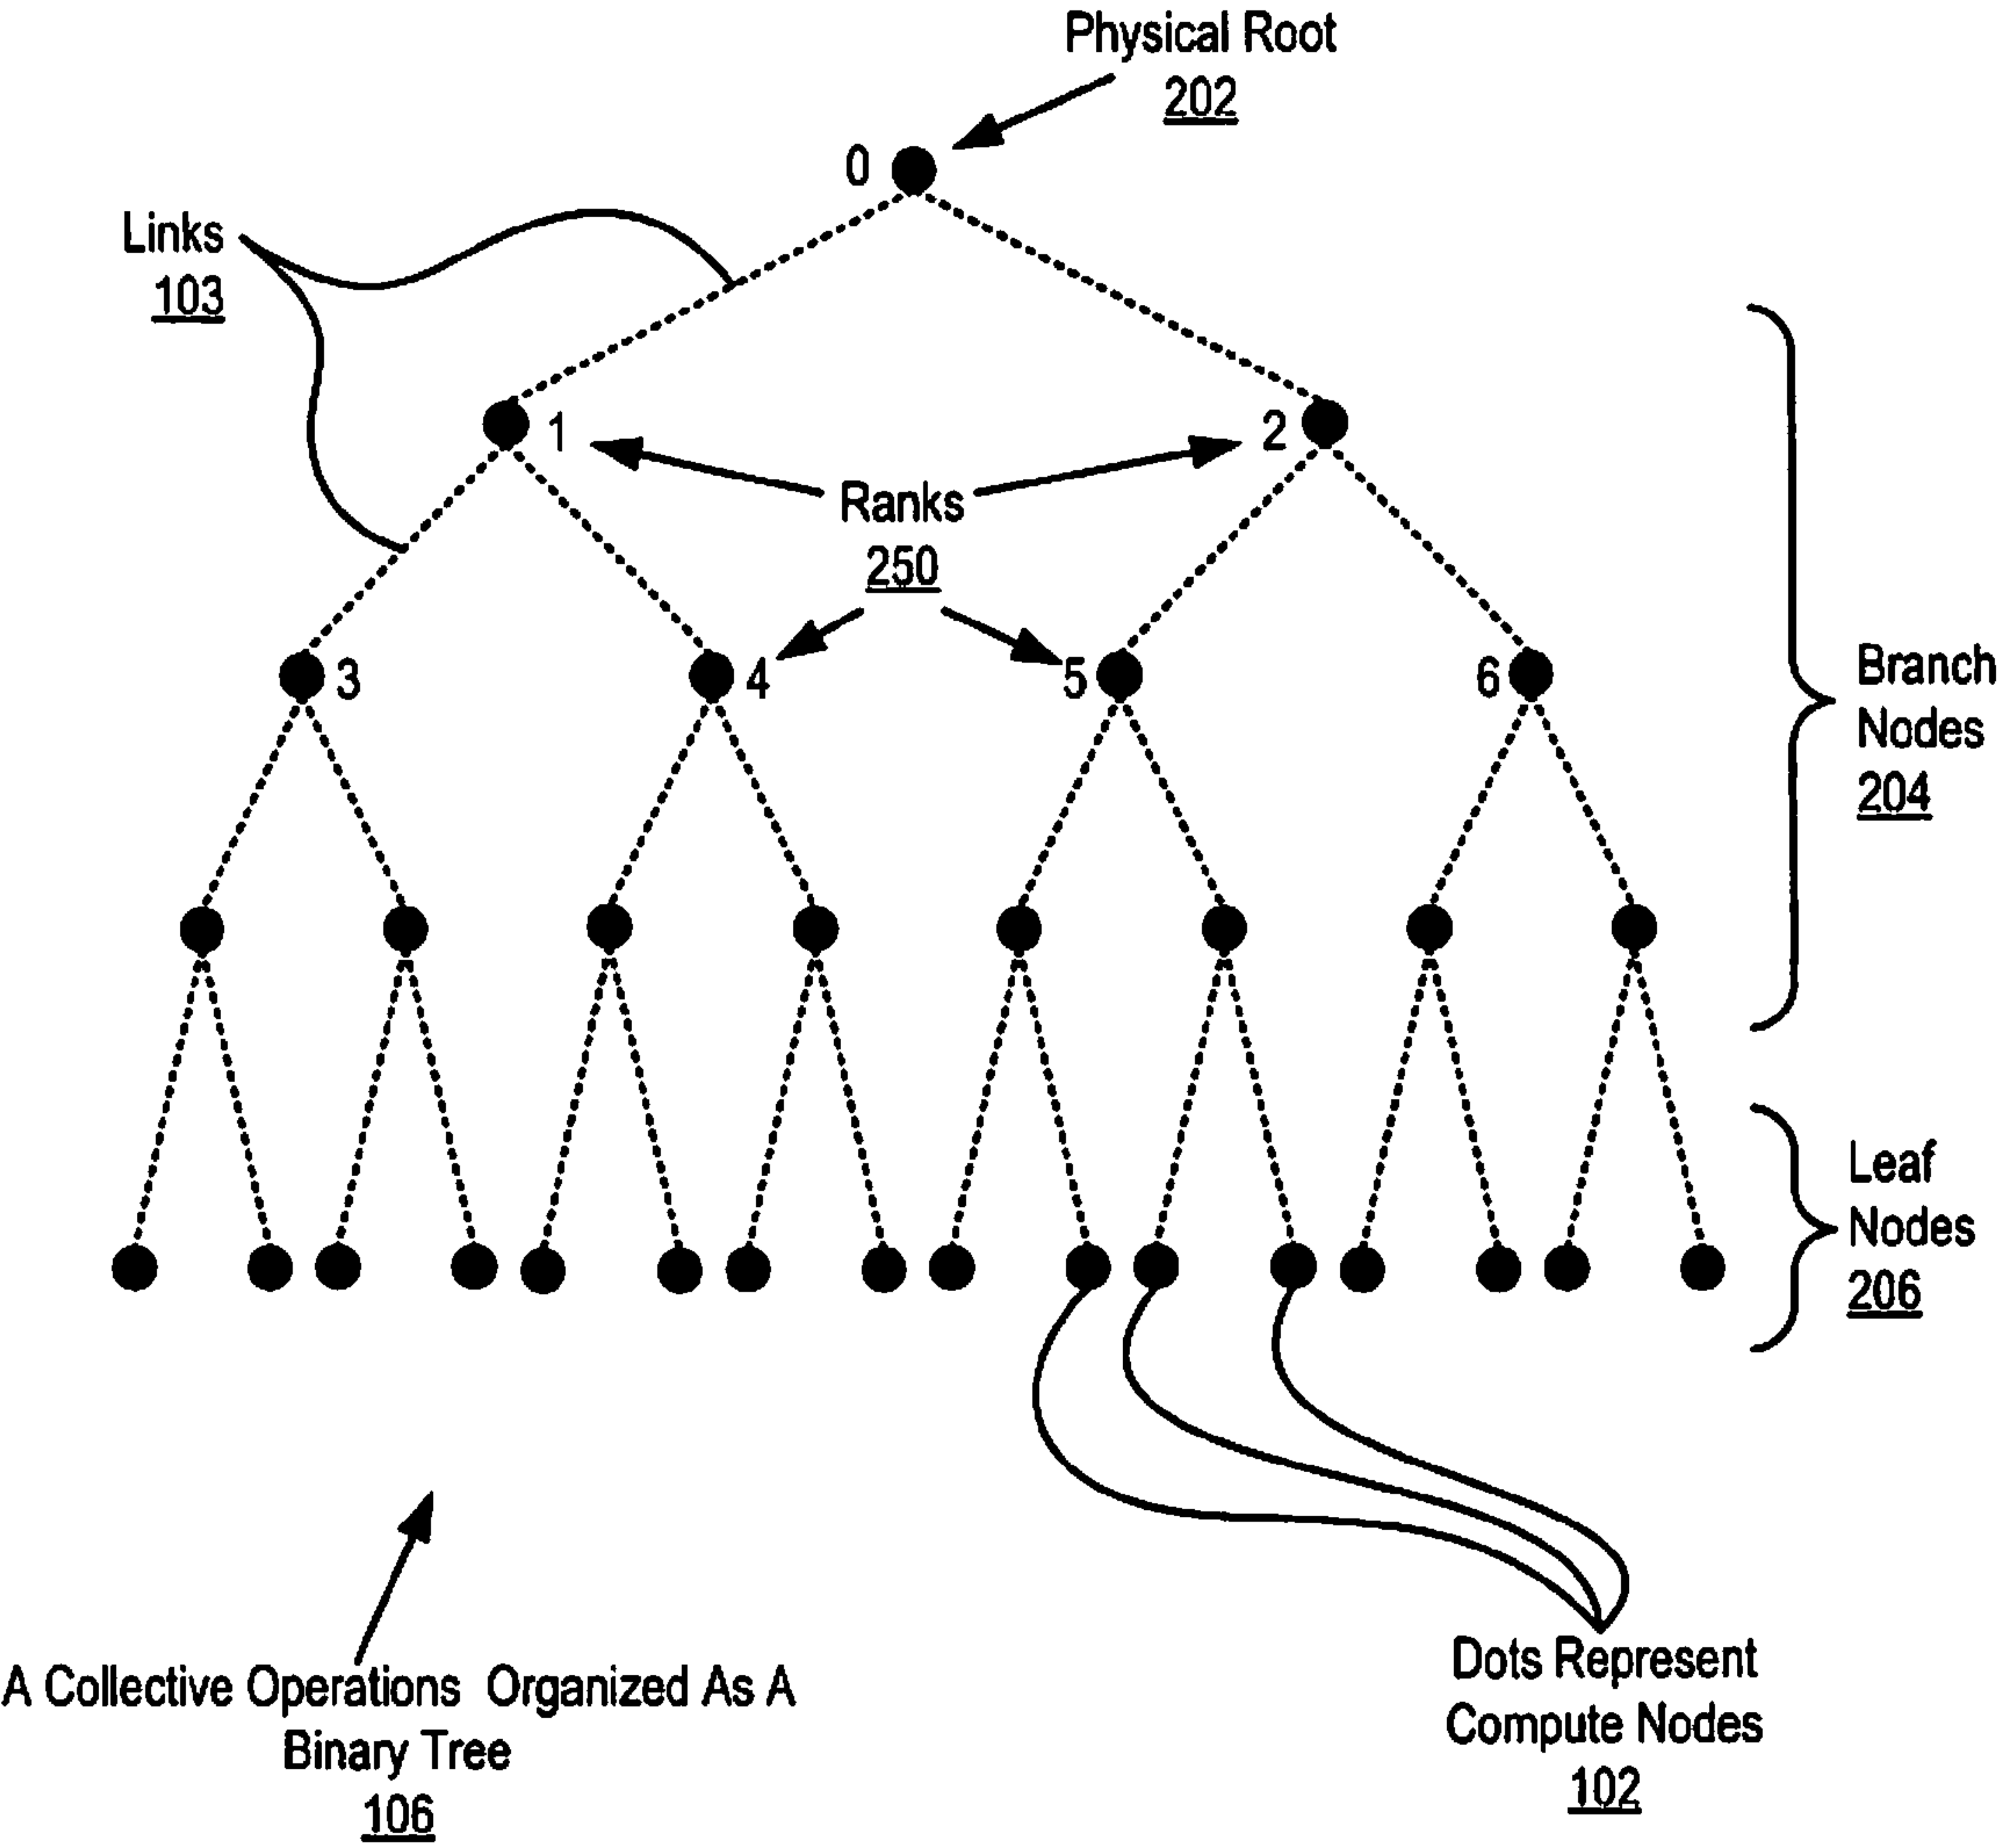 Physical Root
202
0
Links
103
1
2
Ranks
250
3
4
5
6
Branch
Nodes
204
Leaf
Nodes
206
A Collective Operations Organized As A
Binary Tree
106
Dots Represent
Compute Nodes
102